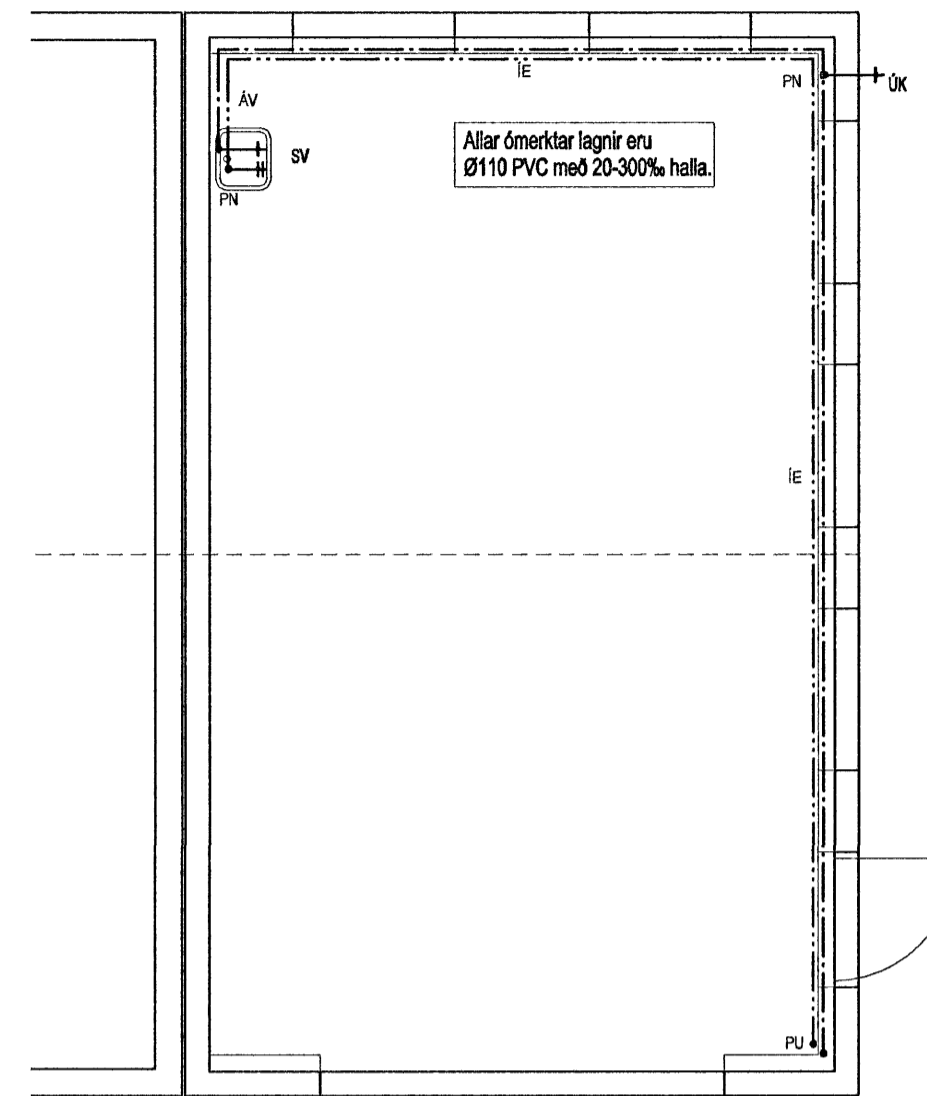 ÍE
PN
ÚK
ÁV
SV
Allar ómerktar lagnir eru
Ø110 PVC með 20-300‰ halla.
PN
ÍE
PU